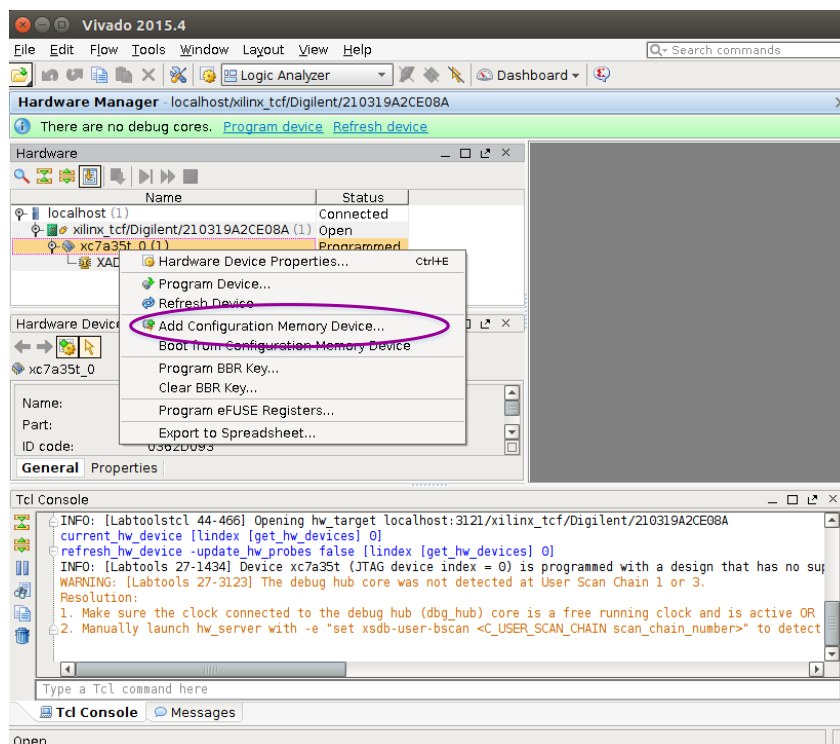 Vivado 2015.4
File Edit Flow Tools Window Layout View Help
Search commands
Logic Analyzer Dashboard
Hardware Manager - localhost/xilinx_tcf/Digilent/210319A2CE08A
There are no debug cores. Program device Refresh device
Hardware
Name Status
localhost (1) Connected
xilinx_tcf/Digilent/210319A2CE08A (1) Open
xc7a35t_0 (1) Programmed
XAD
Hardware Device Properties... Ctrl+E
Program Device...
Refresh Device
Hardware Device
Add Configuration Memory Device...
Boot from Configuration Memory Device
xc7a35t_0
Program BBR Key...
Clear BBR Key...
Name:
Program eFUSE Registers...
Part:
Export to Spreadsheet...
ID code: 0362D093
General Properties
Tcl Console
INFO: [Labtoolstcl 44-466] Opening hw_target localhost:3121/xilinx_tcf/Digilent/210319A2CE08A
current_hw_device [lindex [get_hw_devices] 0]
refresh_hw_device -update_hw_probes false [lindex [get_hw_devices] 0]
INFO: [Labtools 27-1434] Device xc7a35t (JTAG device index = 0) is programmed with a design that has no sup
WARNING: [Labtools 27-3123] The debug hub core was not detected at User Scan Chain 1 or 3.
Resolution:
1. Make sure the clock connected to the debug hub (dbg_hub) core is a free running clock and is active OR
2. Manually launch hw_server with -e "set xsdb-user-bscan <C_USER_SCAN_CHAIN scan_chain_number>" to detect
Type a Tcl command here
Tcl Console Messages
Open